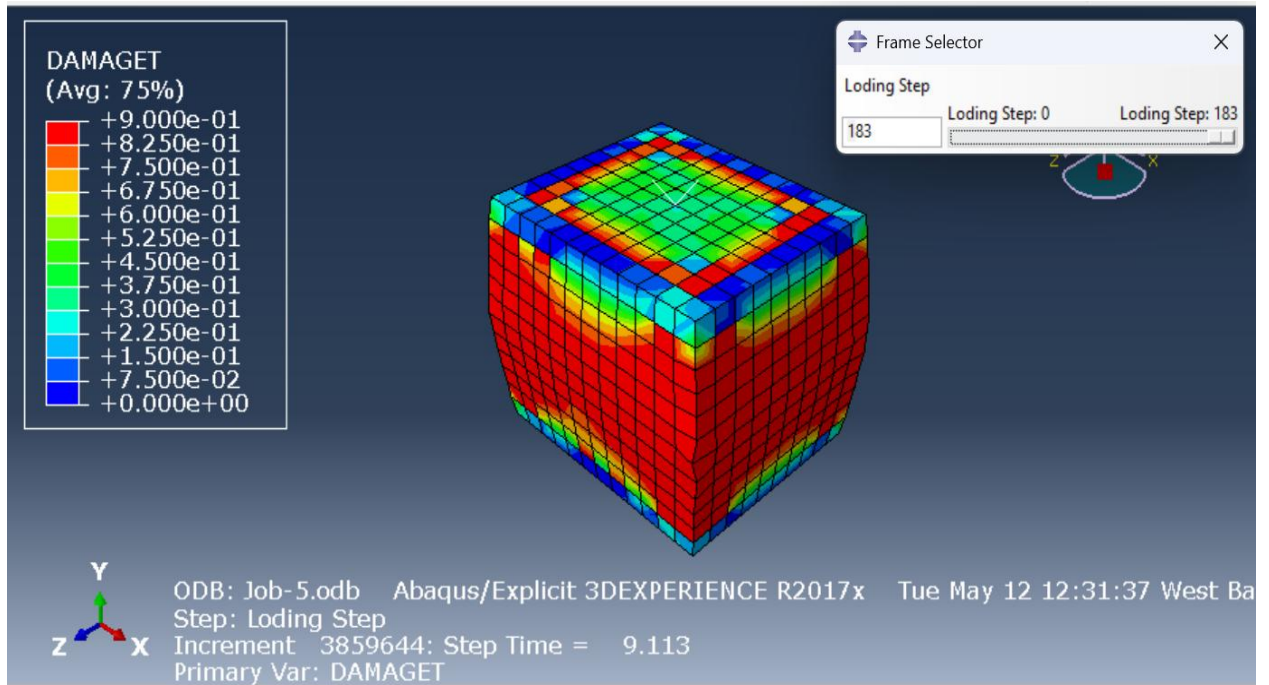 DAMAGET
(Avg: 75%)
+9.000e-01
+8.250e-01
+7.500e-01
+6.750e-01
+6.000e-01
+5.250e-01
+4.500e-01
+3.750e-01
+3.000e-01
+2.250e-01
+1.500e-01
+7.500e-02
+0.000e+00
Frame Selector
Loding Step
Loding Step: 0 Loding Step: 183
183
Z X
Y
Z X
ODB: Job-5.odb Abaqus/Explicit 3DEXPERIENCE R2017x Tue May 12 12:31:37 West Ba
Step: Loding Step
Increment 3859644: Step Time = 9.113
Primary Var: DAMAGET